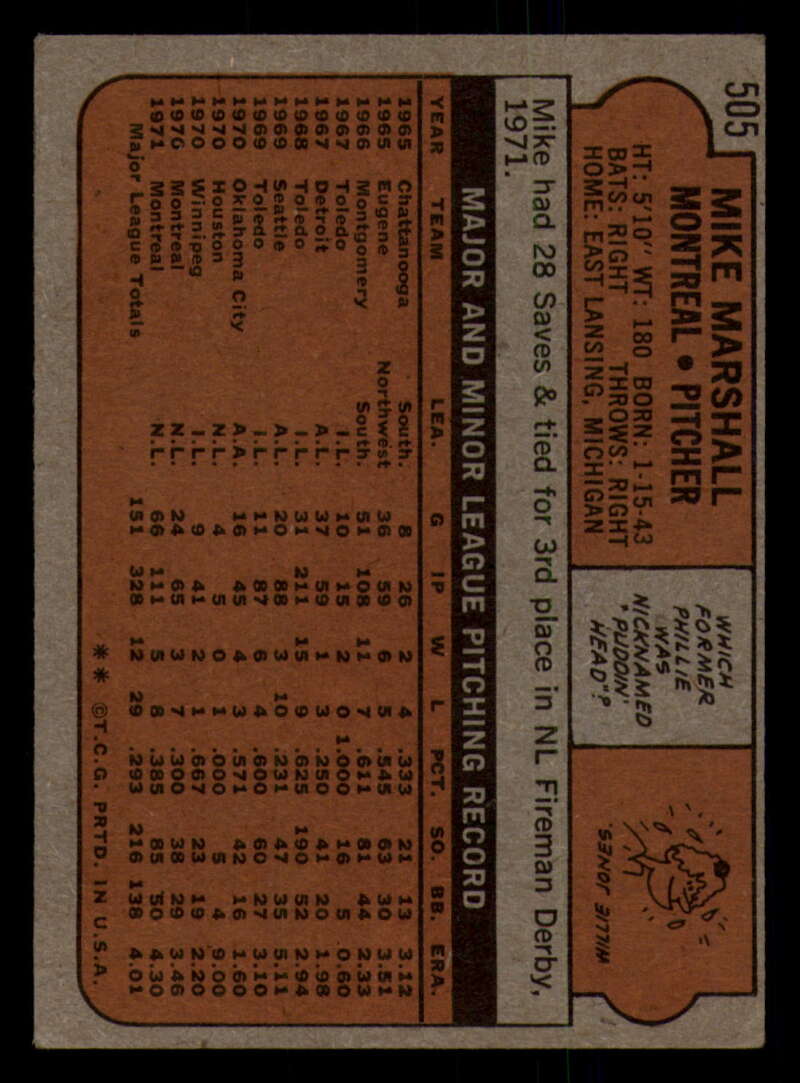 505
MIKE MARSHALL
MONTREAL • PITCHER
HT: 5'10" WT: 180 BORN: 1-15-43
BATS: RIGHT THROWS: RIGHT
HOME: EAST LANSING, MICHIGAN
WHICH
FORMER
PHILLIE
WAS
NICKNAMED
"PUDDIN'
HEAD"?
WILLIE JONES.
Mike had 28 Saves & tied for 3rd place in NL Fireman Derby,
1971.
MAJOR AND MINOR LEAGUE PITCHING RECORD
YEAR TEAM LEA. G IP W L PCT. SO. BB. ERA.
1965 Chattanooga South. 8 26 2 4 .333 21 13 3.12
1965 Eugene Northwest 36 59 6 5 .545 63 30 3.51
1966 Montgomery South. 51 108 11 7 .611 81 44 2.33
1967 Toledo I.L. 10 15 2 0 1.000 16 5 0.60
1967 Detroit A.L. 37 59 1 3 .250 41 20 1.98
1968 Toledo I.L. 31 211 15 9 .625 190 52 2.94
1969 Seattle A.L. 20 88 3 10 .231 47 35 5.11
1969 Toledo I.L. 11 87 6 4 .600 60 27 3.10
1970 Oklahoma City A.A. 16 45 4 3 .571 42 16 1.60
1970 Houston N.L. 4 5 0 1 .000 5 4 9.00
1970 Winnipeg I.L. 9 41 2 1 .667 23 19 2.20
1970 Montreal N.L. 24 65 3 7 .300 38 29 3.46
1971 Montreal N.L. 66 111 5 8 .385 85 50 4.30
Major League Totals 151 328 12 29 .293 216 138 4.01
** ©T.C.G. PRTD. IN U.S.A.